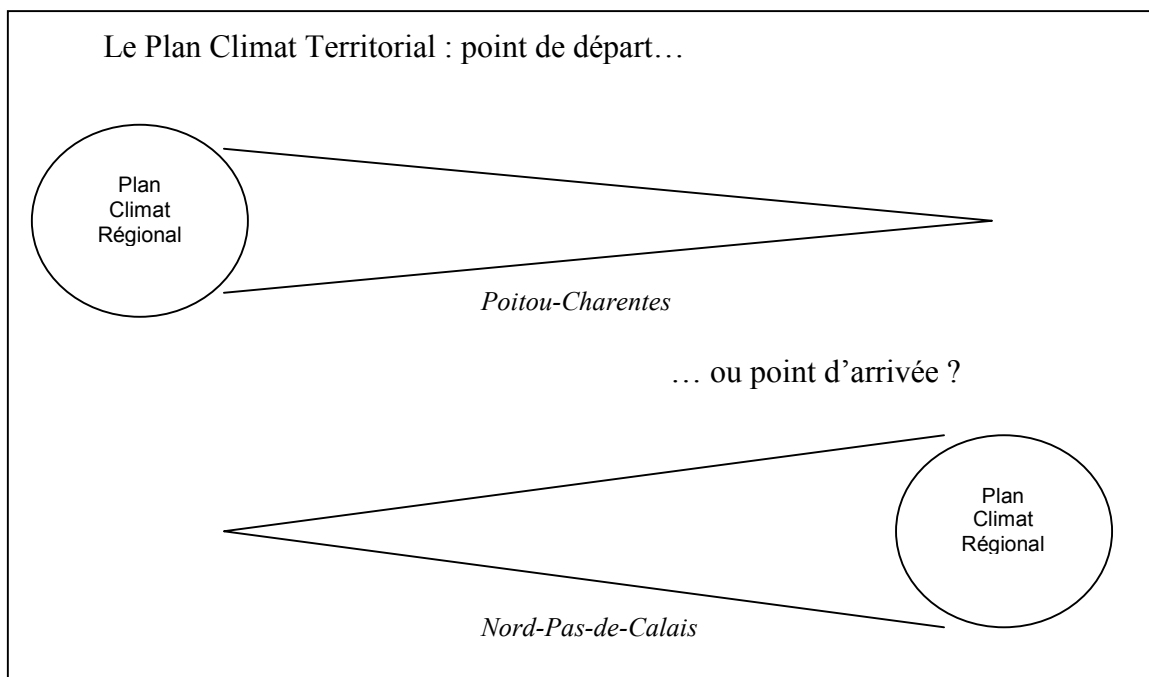 Le Plan Climat Territorial : point de départ…
Plan
Climat
Régional
Poitou-Charentes
… ou point d’arrivée ?
Plan
Climat
Régional
Nord-Pas-de-Calais